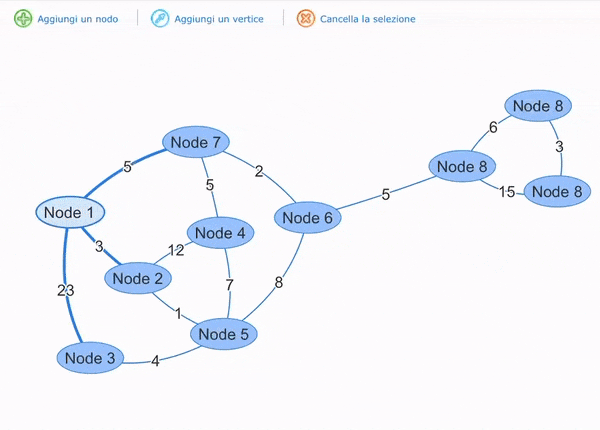 Aggiungi un nodo
Aggiungi un vertice
Cancella la selezione
Node 8
6
3
Node 7
5
Node 8
2
5
15
Node 8
5
Node 1
Node 6
Node 4
3
12
Node 2
7
8
23
1
Node 5
Node 3
4